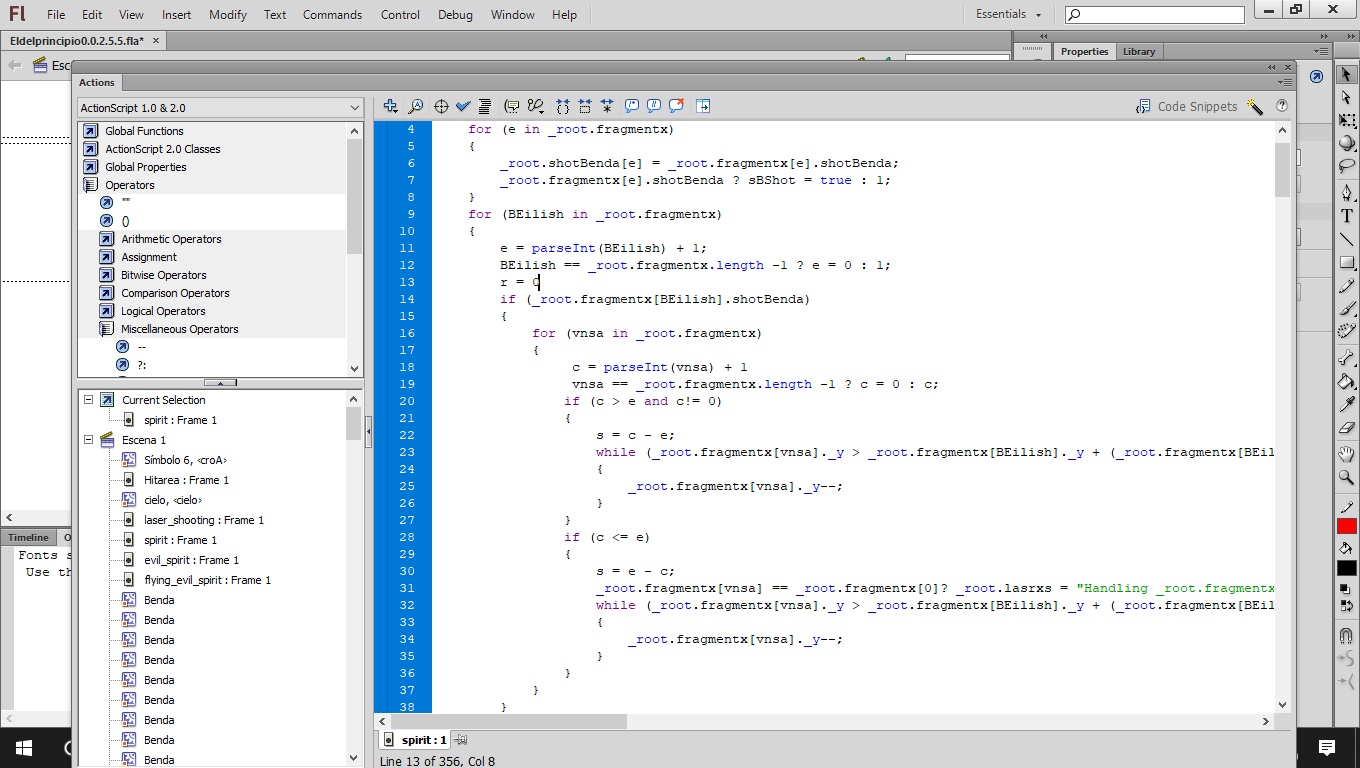 Fl File Edit View Insert Modify Text Commands Control Debug Window Help Essentials
Eldelprincipio0.0.2.5.5.fla* ×
Properties Library
Esc
Actions
ActionScript 1.0 & 2.0
Code Snippets
Global Functions
ActionScript 2.0 Classes
Global Properties
Operators
""
()
Arithmetic Operators
Assignment
Bitwise Operators
Comparison Operators
Logical Operators
Miscellaneous Operators
--
?:
Current Selection
spirit : Frame 1
Escena 1
Símbolo 6, <croA>
Hitarea : Frame 1
cielo, <cielo>
laser_shooting : Frame 1
spirit : Frame 1
evil_spirit : Frame 1
flying_evil_spirit : Frame 1
Benda
Benda
Benda
Benda
Benda
Benda
Benda
Benda
Benda
4 for (e in _root.fragmentx)
5 {
6 _root.shotBenda[e] = _root.fragmentx[e].shotBenda;
7 _root.fragmentx[e].shotBenda ? sBShot = true : 1;
8 }
9 for (BEilish in _root.fragmentx)
10 {
11 e = parseInt(BEilish) + 1;
12 BEilish == _root.fragmentx.length -1 ? e = 0 : 1;
13 r = 0
14 if (_root.fragmentx[BEilish].shotBenda)
15 {
16 for (vnsa in _root.fragmentx)
17 {
18 c = parseInt(vnsa) + 1
19 vnsa == _root.fragmentx.length -1 ? c = 0 : c;
20 if (c > e and c!= 0)
21 {
22 s = c - e;
23 while (_root.fragmentx[vnsa]._y > _root.fragmentx[BEilish]._y + (_root.fragmentx[BEil
24 {
25 _root.fragmentx[vnsa]._y--;
26 }
27 }
28 if (c <= e)
29 {
30 s = e - c;
31 _root.fragmentx[vnsa] == _root.fragmentx[0]? _root.lasrxs = "Handling _root.fragmentx
32 while (_root.fragmentx[vnsa]._y > _root.fragmentx[BEilish]._y + (_root.fragmentx[BEil
33 {
34 _root.fragmentx[vnsa]._y--;
35 }
36 }
37 }
38 }
Timeline O
Fonts s
Use th
spirit : 1
Line 13 of 356, Col 8